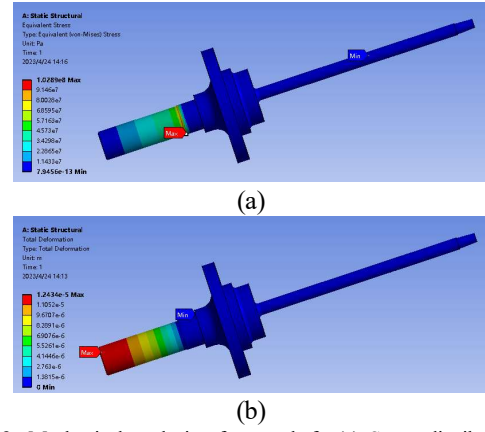 A: Static Structural
Equivalent Stress
Type: Equivalent (von-Mises) Stress
Unit: Pa
Time: 1
2023/4/24 14:16
1.0289e8 Max
9.146e7
8.0028e7
6.8595e7
5.7163e7
4.573e7
3.4298e7
2.2865e7
1.1433e7
7.9456e-13 Min
Min
Max
(a)
A: Static Structural
Total Deformation
Type: Total Deformation
Unit: m
Time: 1
2023/4/24 14:13
1.2434e-5 Max
1.1052e-5
9.6707e-6
8.2891e-6
6.9076e-6
5.5261e-6
4.1446e-6
2.763e-6
1.3815e-6
0 Min
Min
Max
(b)